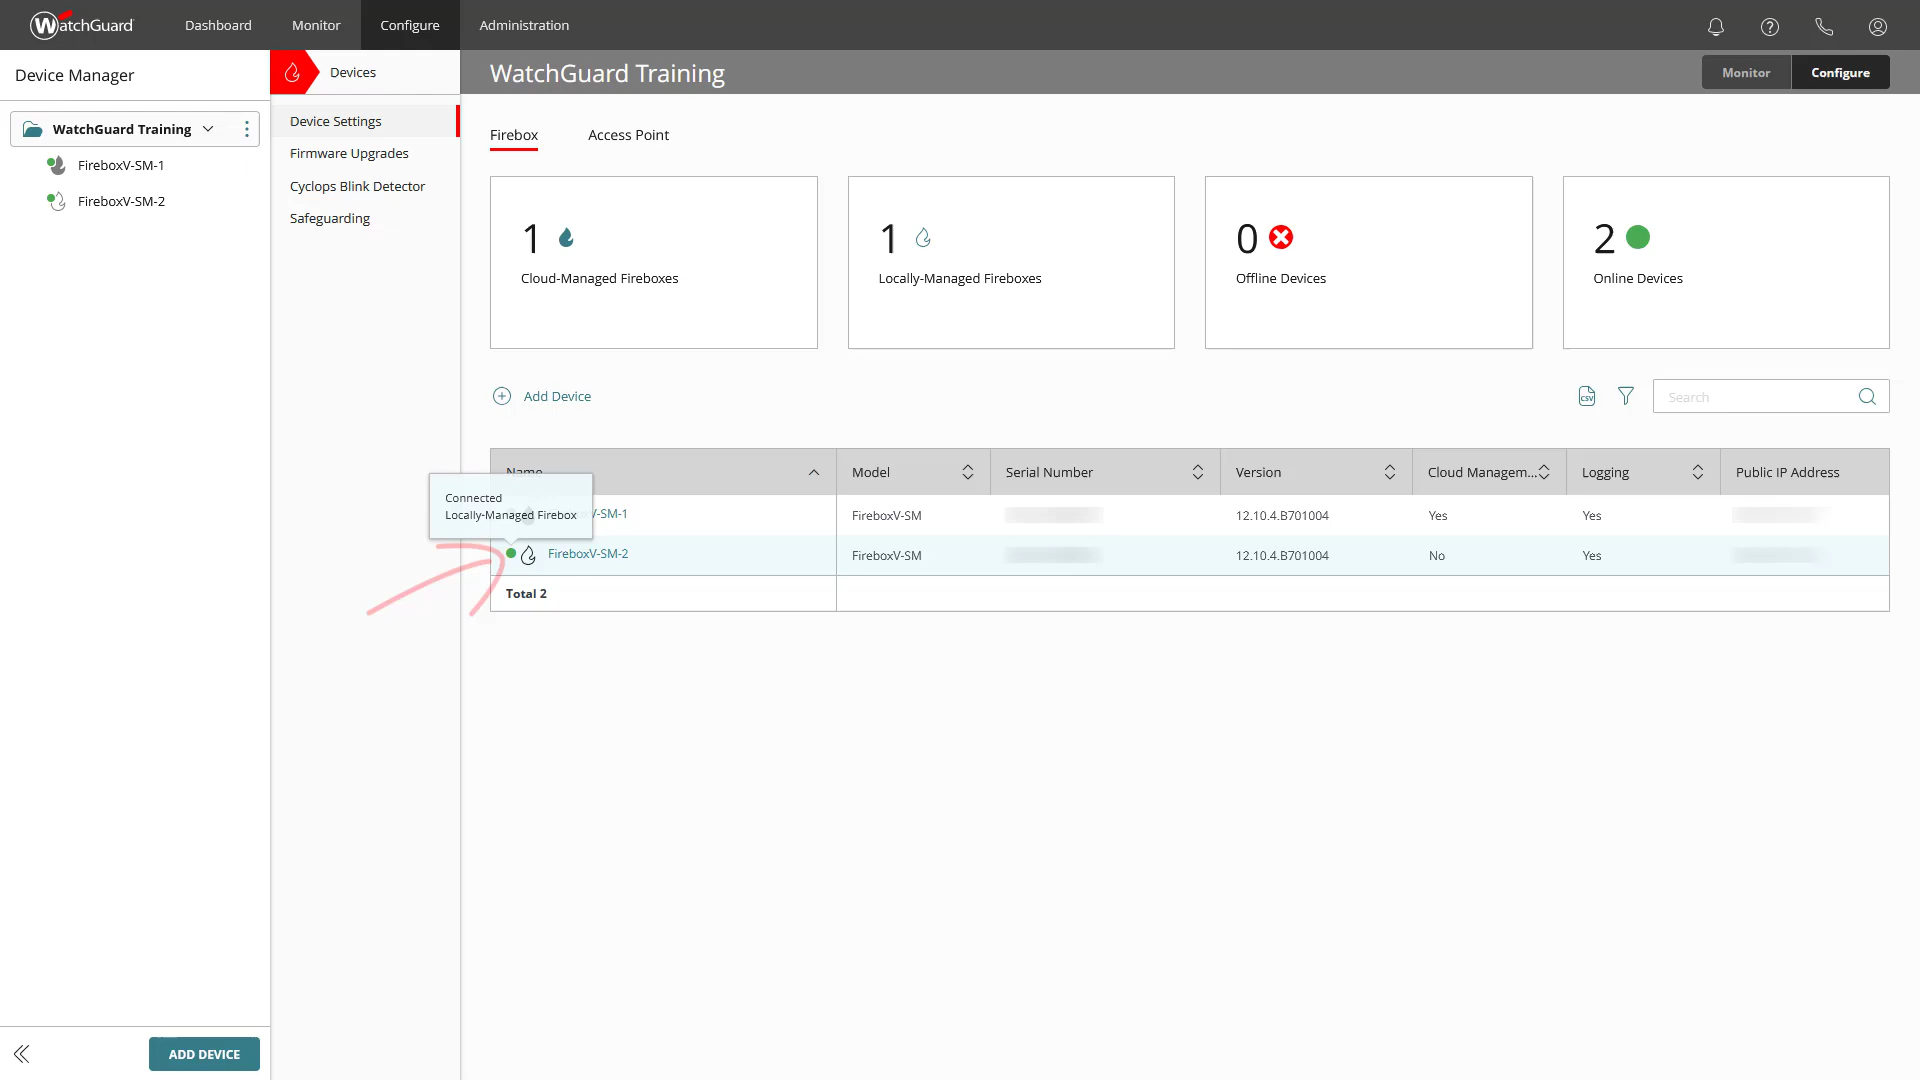 WatchGuard
Dashboard
Monitor
Configure
Administration
Device Manager
Devices
WatchGuard Training
Monitor
Configure
WatchGuard Training
FireboxV-SM-1
FireboxV-SM-2
Device Settings
Firmware Upgrades
Cyclops Blink Detector
Safeguarding
Firebox
Access Point
1
Cloud-Managed Fireboxes
1
Locally-Managed Fireboxes
0
Offline Devices
2
Online Devices
Add Device
CSV
Search
Name
Model
Serial Number
Version
Cloud Managem...
Logging
Public IP Address
Connected
Locally-Managed Firebox
V-SM-1
FireboxV-SM
12.10.4.B701004
Yes
Yes
FireboxV-SM-2
FireboxV-SM
12.10.4.B701004
No
Yes
Total 2
ADD DEVICE